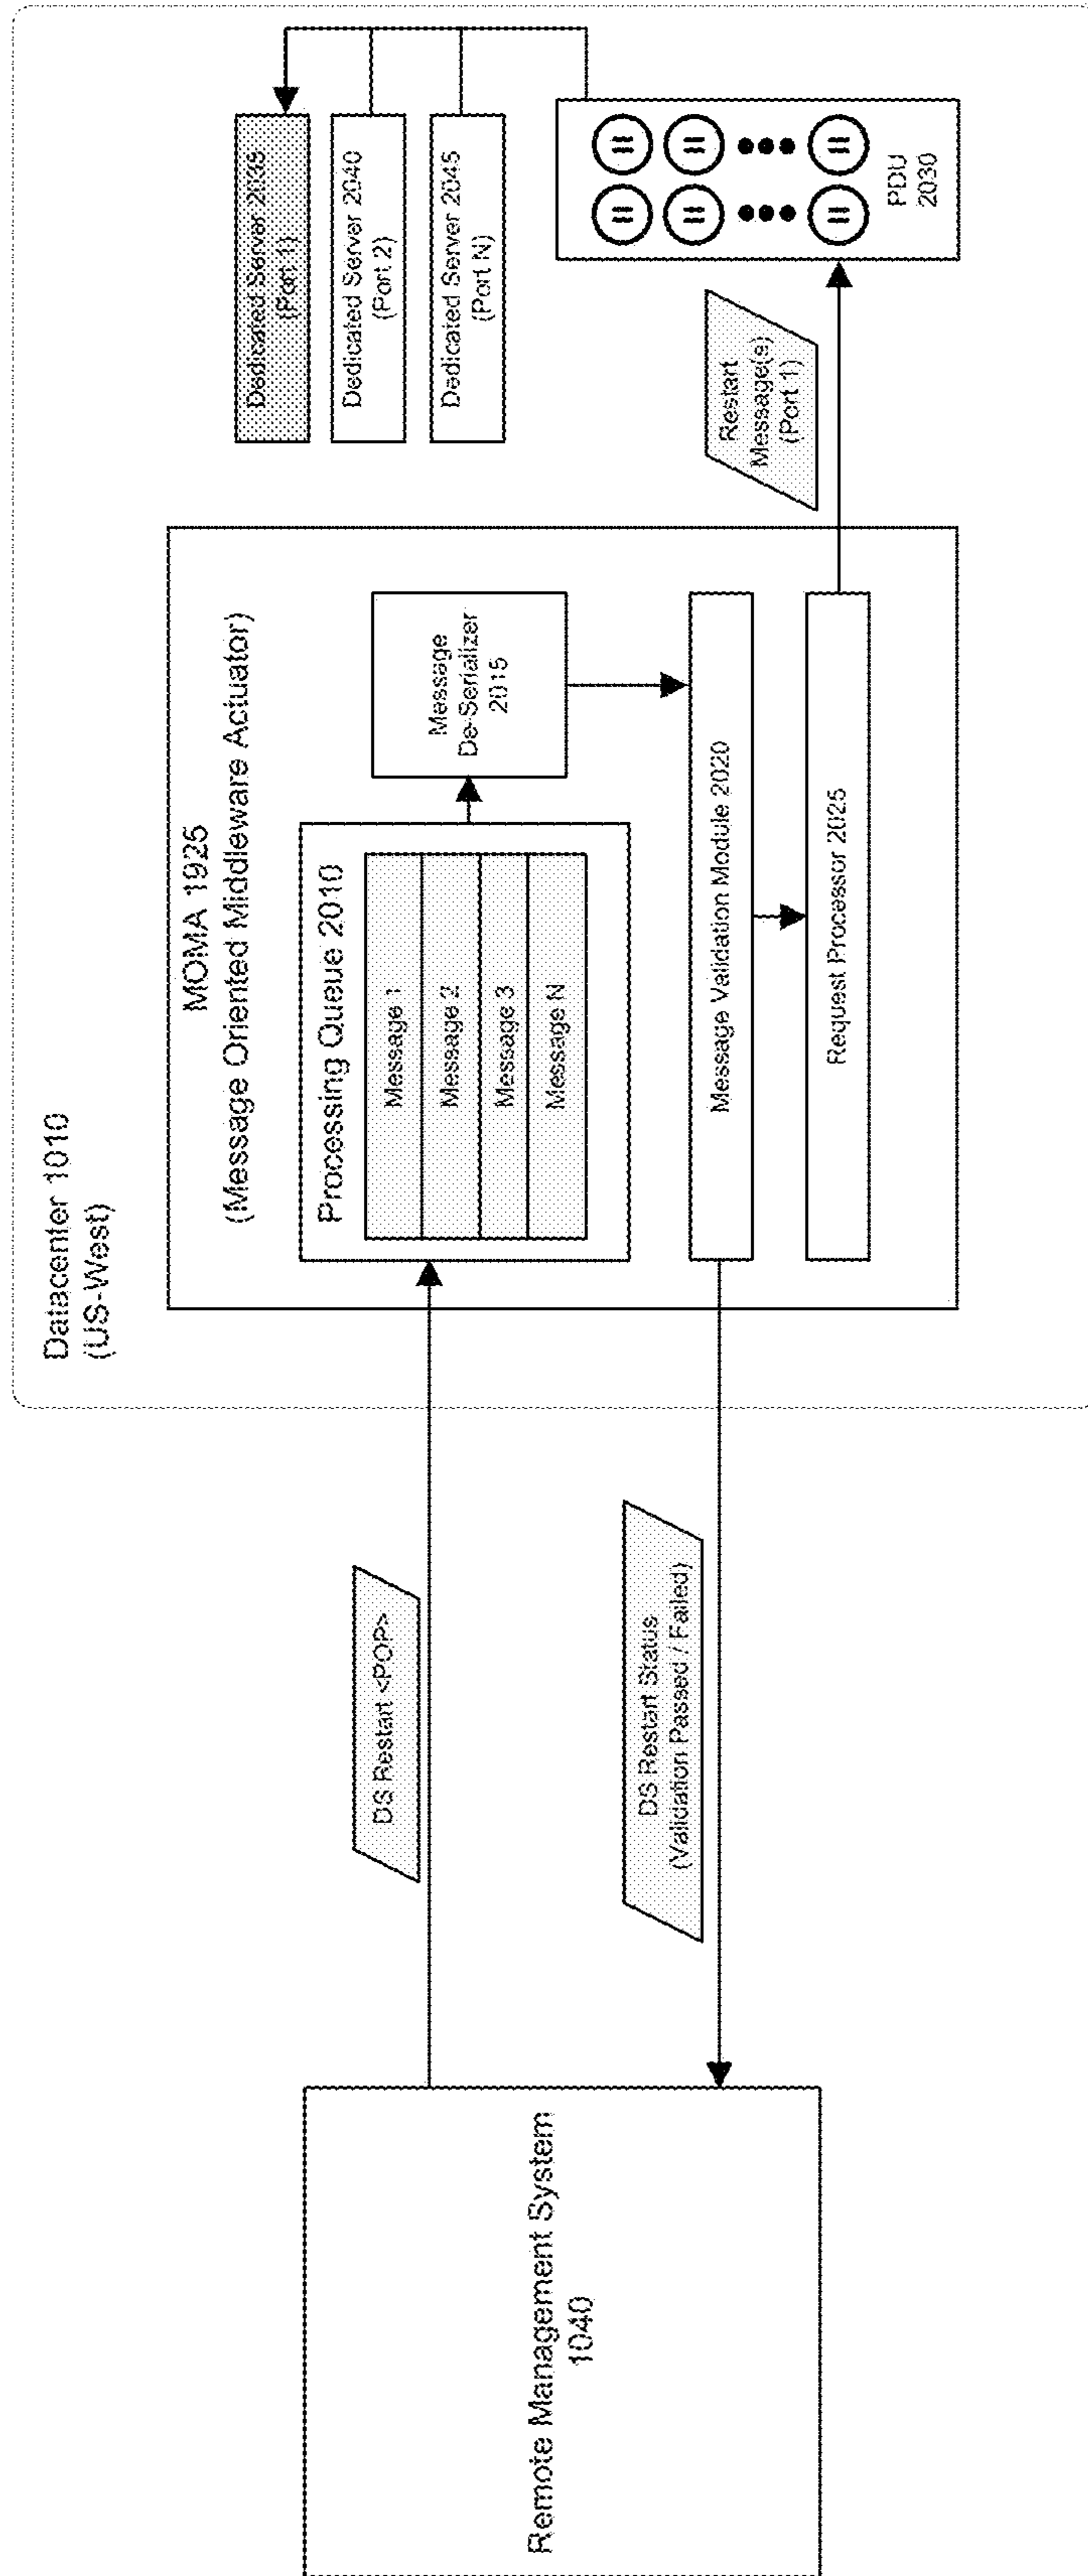 Datacenter 1010
(US-West)
MOMA 1925
(Message Oriented Middleware Actuator)
Processing Queue 2010
Message 1
Message 2
Message 3
Message N
Message
De-Serializer
2015
Message Validation Module 2020
Request Processor 2025
Remote Management System
1040
DS Restart <POP>
DS Restart Status
(Validation Passed / Failed)
Restart
Message(s)
(Port 1)
Dedicated Server 2035
(Port 1)
Dedicated Server 2040
(Port 2)
Dedicated Server 2045
(Port N)
PDU
2030